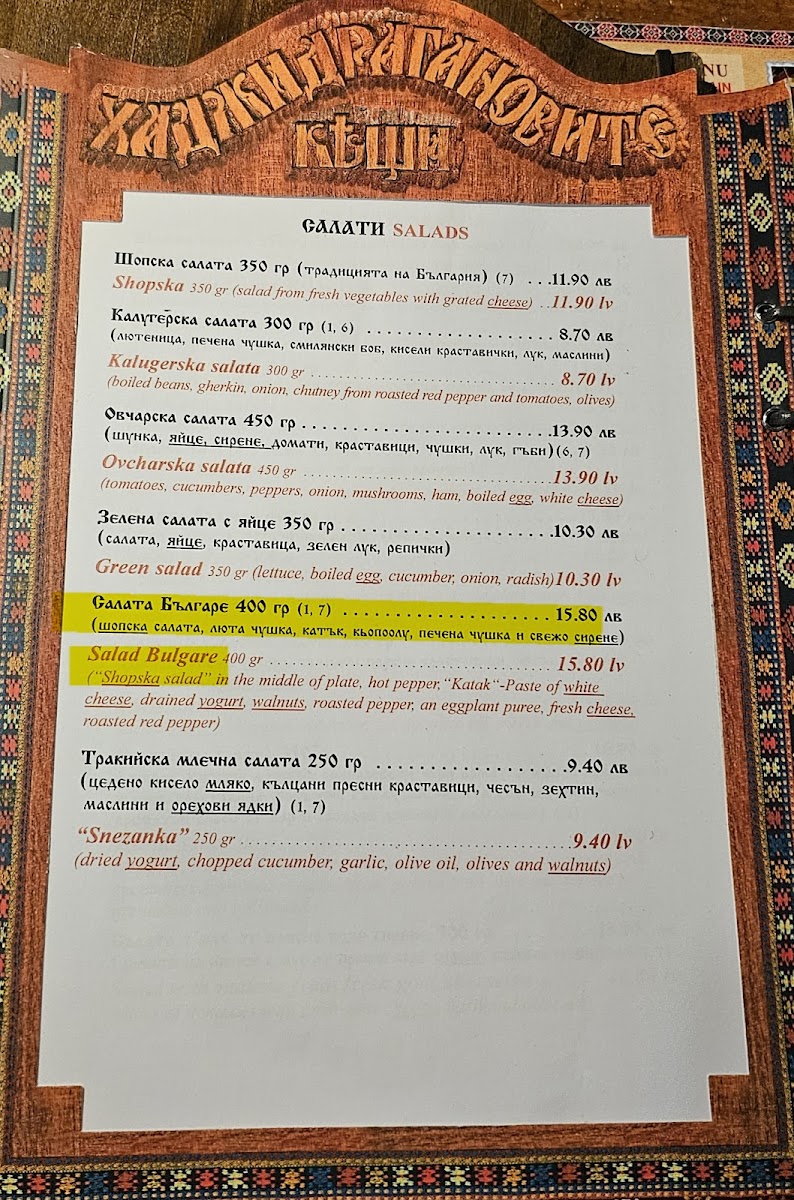 ХАДЖИДРАГАНОВИТЕ
КЪЩИ
NU
IN
САЛАТИ SALADS
Шопска салата 350 гр (традицията на България) (7) ...11.90 лв
Shopska 350 gr (salad from fresh vegetables with grated cheese) ..11.90 lv
Калугерска салата 300 гр (1, 6) .................... 8.70 лв
(лютеница, печена чушка, смилянски боб, кисели краставички, лук, маслини)
Kalugerska salata 300 gr ........................................ 8.70 lv
(boiled beans, gherkin, onion, chutney from roasted red pepper and tomatoes, olives)
Овчарска салата 450 гр ..........................13.90 лв
(шунка, яйце, сирене, домати, краставици, чушки, лук, гъби)(6, 7)
Ovcharska salata 450 gr ........................................13.90 lv
(tomatoes, cucumbers, peppers, onion, mushrooms, ham, boiled egg, white cheese)
Зелена салата с яйце 350 гр ......................10.30 лв
(салата, яйце, краставица, зелен лук, репички)
Green salad 350 gr (lettuce, boiled egg, cucumber, onion, radish)10.30 lv
Салата Българе 400 гр (1, 7) ...................... 15.80 лв
(шопска салата, люта чушка, катък, кьопоолу, печена чушка и свежо сирене)
Salad Bulgare 400 gr ........................................ 15.80 lv
("Shopska salad" in the middle of plate, hot pepper,"Katak"-Paste of white
cheese, drained yogurt, walnuts, roasted pepper, an eggplant puree, fresh cheese,
roasted red pepper)
Тракийска млечна салата 250 гр ....................9.40 лв
(цедено кисело мляко, кълцани пресни краставици, чесън, зехтин,
маслини и орехови ядки) (1, 7)
"Snezanka" 250 gr ................................................9.40 lv
(dried yogurt, chopped cucumber, garlic, olive oil, olives and walnuts)